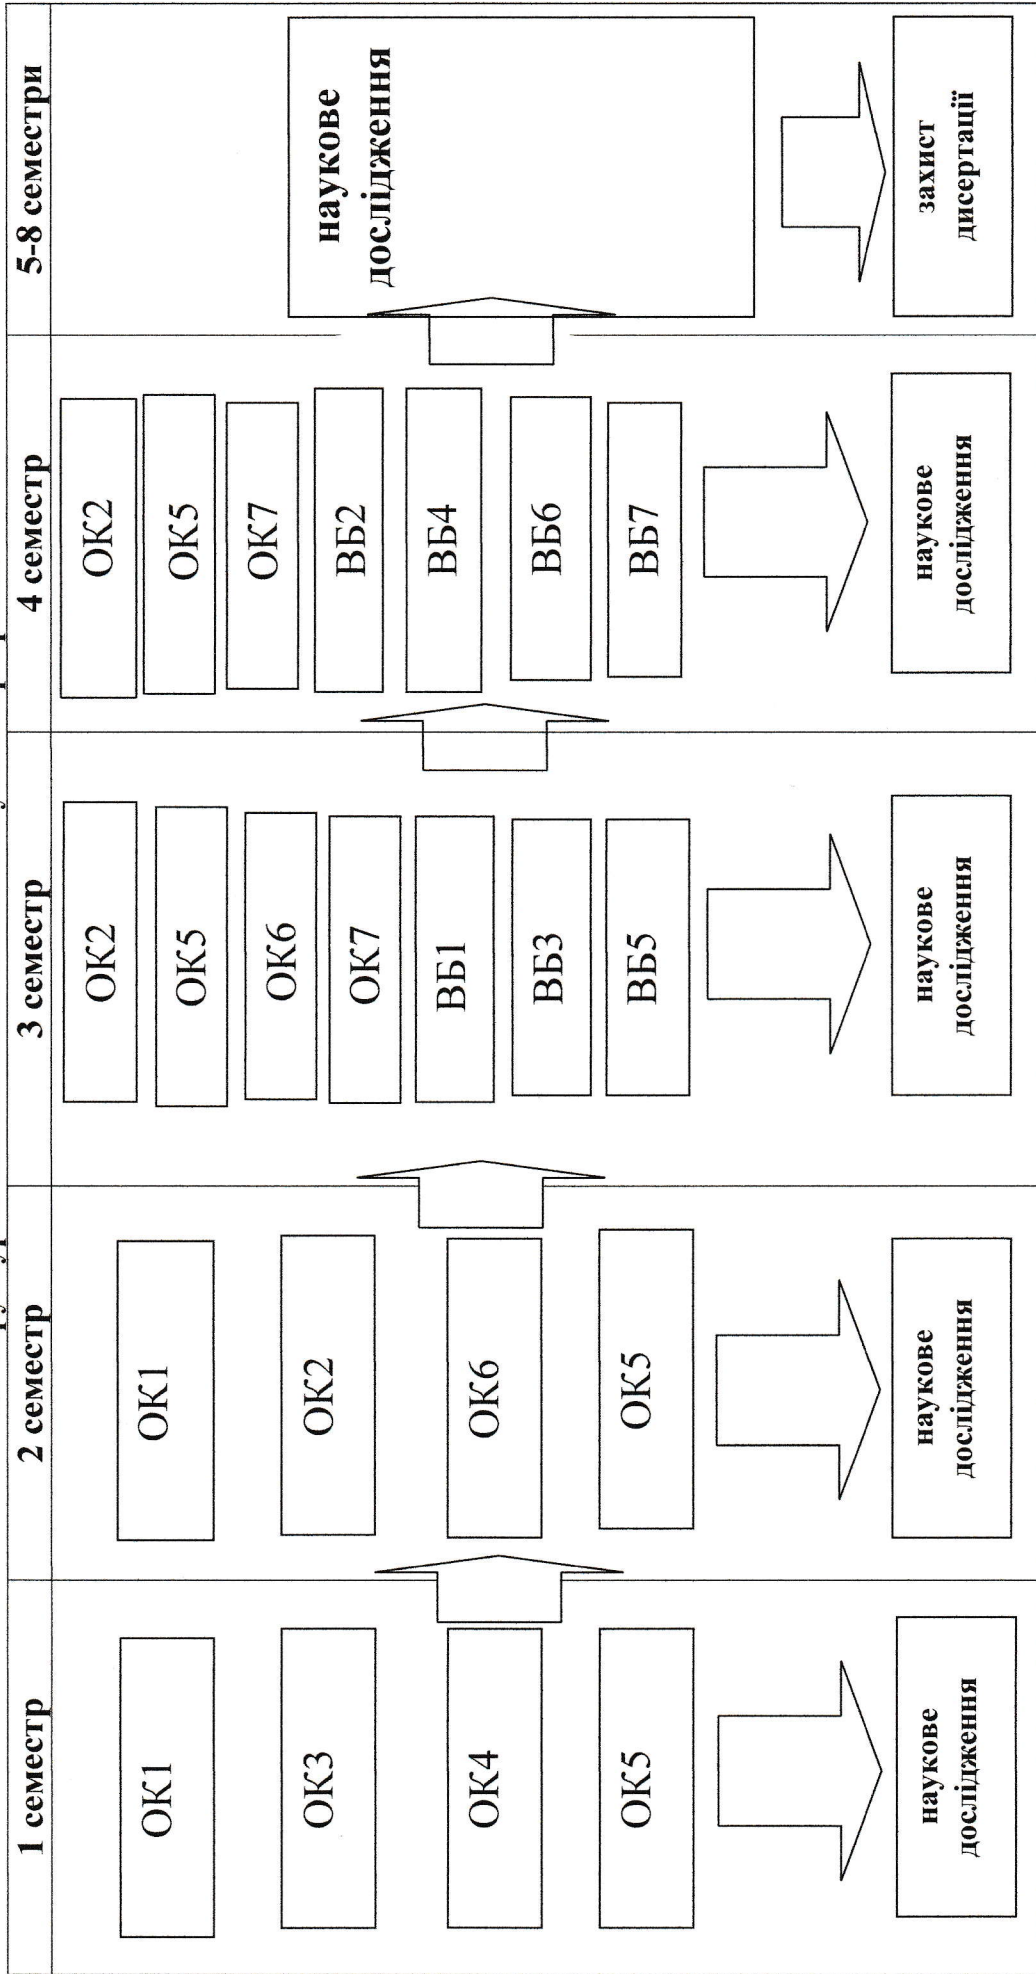 1 семестр
2 семестр
3 семестр
4 семестр
5-8 семестри
ОК1
ОК3
ОК4
ОК5
наукове
дослідження
ОК1
ОК2
ОК6
ОК5
наукове
дослідження
ОК2
ОК5
ОК6
ОК7
ВБ1
ВБ3
ВБ5
наукове
дослідження
ОК2
ОК5
ОК7
ВБ2
ВБ4
ВБ6
ВБ7
наукове
дослідження
наукове
дослідження
захист
дисертації